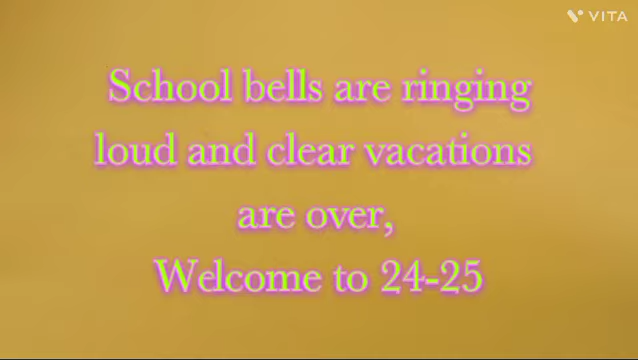 VITA
School bells are ringing
loud and clear vacations
are over,
Welcome to 24-25